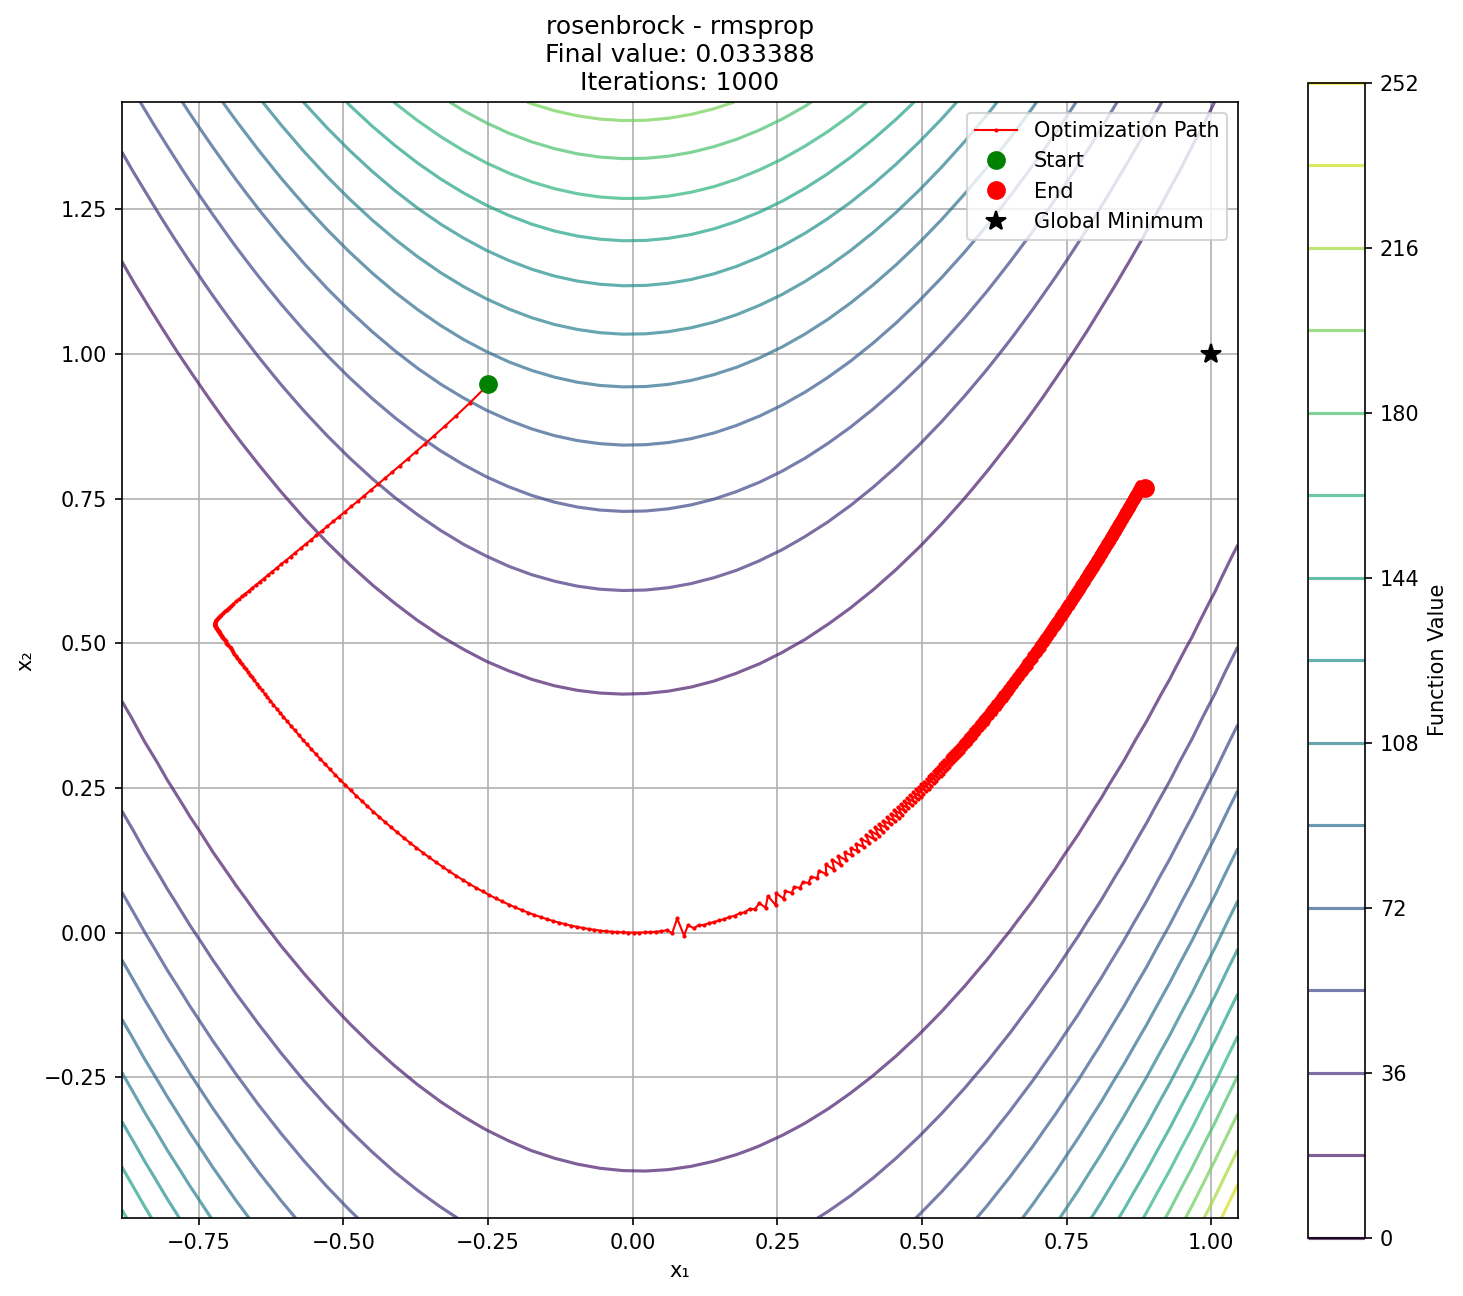 rosenbrock - rmsprop
Final value: 0.033388
Iterations: 1000
Optimization Path
Start
End
Global Minimum
1.25
1.00
0.75
0.50
0.25
0.00
−0.25
x₂
−0.75
−0.50
−0.25
0.00
0.25
0.50
0.75
1.00
x₁
252
216
180
144
108
72
36
0
Function Value